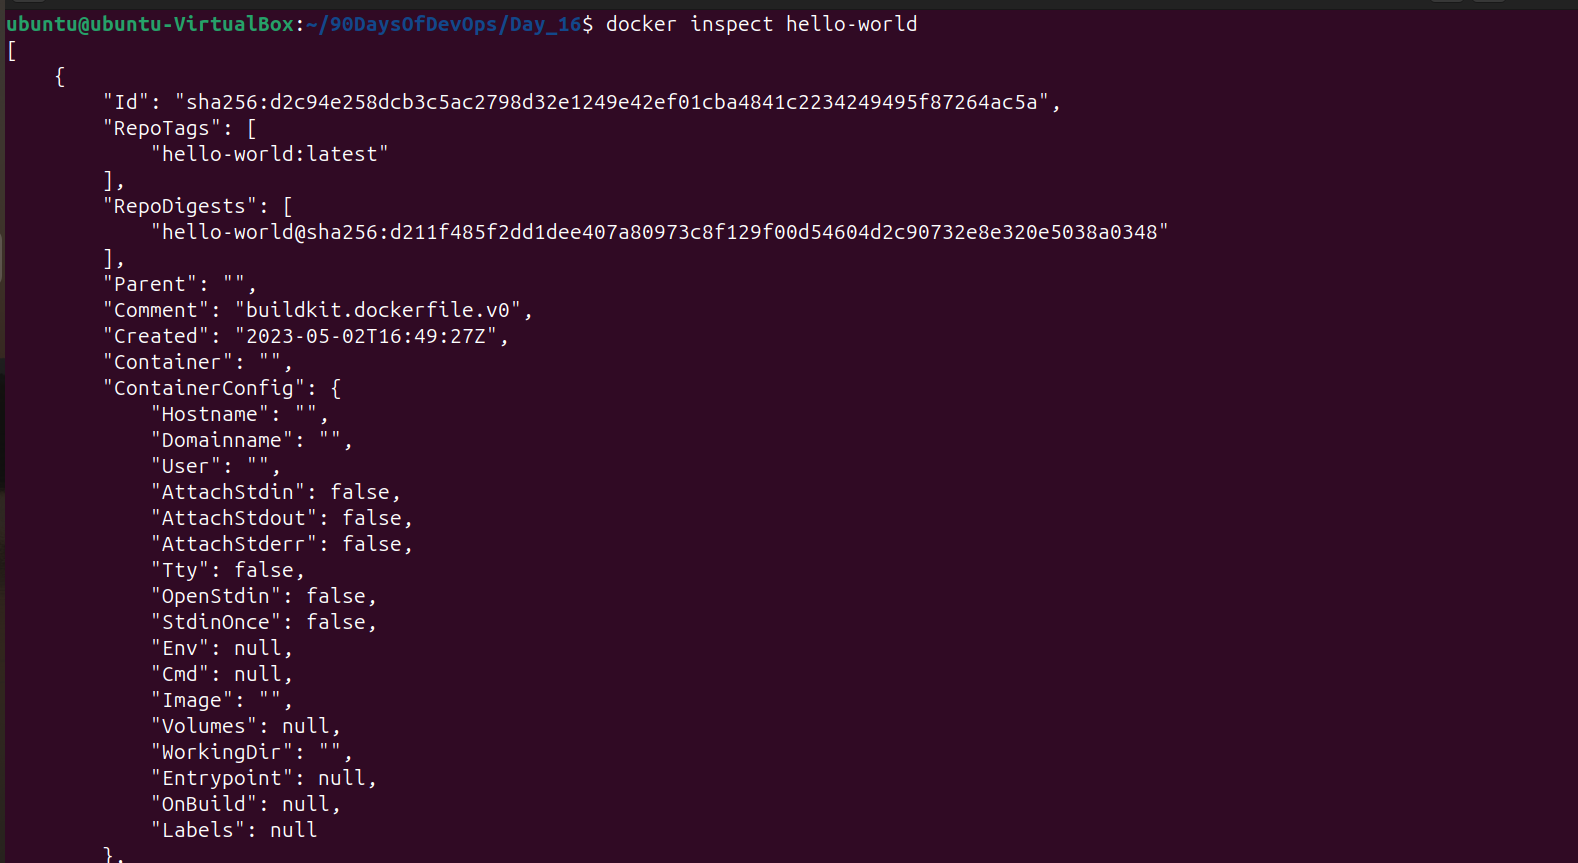 ubuntu@ubuntu-VirtualBox:~/90DaysOfDevOps/Day_16$ docker inspect hello-world
[
    {
        "Id": "sha256:d2c94e258dcb3c5ac2798d32e1249e42ef01cba4841c2234249495f87264ac5a",
        "RepoTags": [
            "hello-world:latest"
        ],
        "RepoDigests": [
            "hello-world@sha256:d211f485f2dd1dee407a80973c8f129f00d54604d2c90732e8e320e5038a0348"
        ],
        "Parent": "",
        "Comment": "buildkit.dockerfile.v0",
        "Created": "2023-05-02T16:49:27Z",
        "Container": "",
        "ContainerConfig": {
            "Hostname": "",
            "Domainname": "",
            "User": "",
            "AttachStdin": false,
            "AttachStdout": false,
            "AttachStderr": false,
            "Tty": false,
            "OpenStdin": false,
            "StdinOnce": false,
            "Env": null,
            "Cmd": null,
            "Image": "",
            "Volumes": null,
            "WorkingDir": "",
            "Entrypoint": null,
            "OnBuild": null,
            "Labels": null
        },